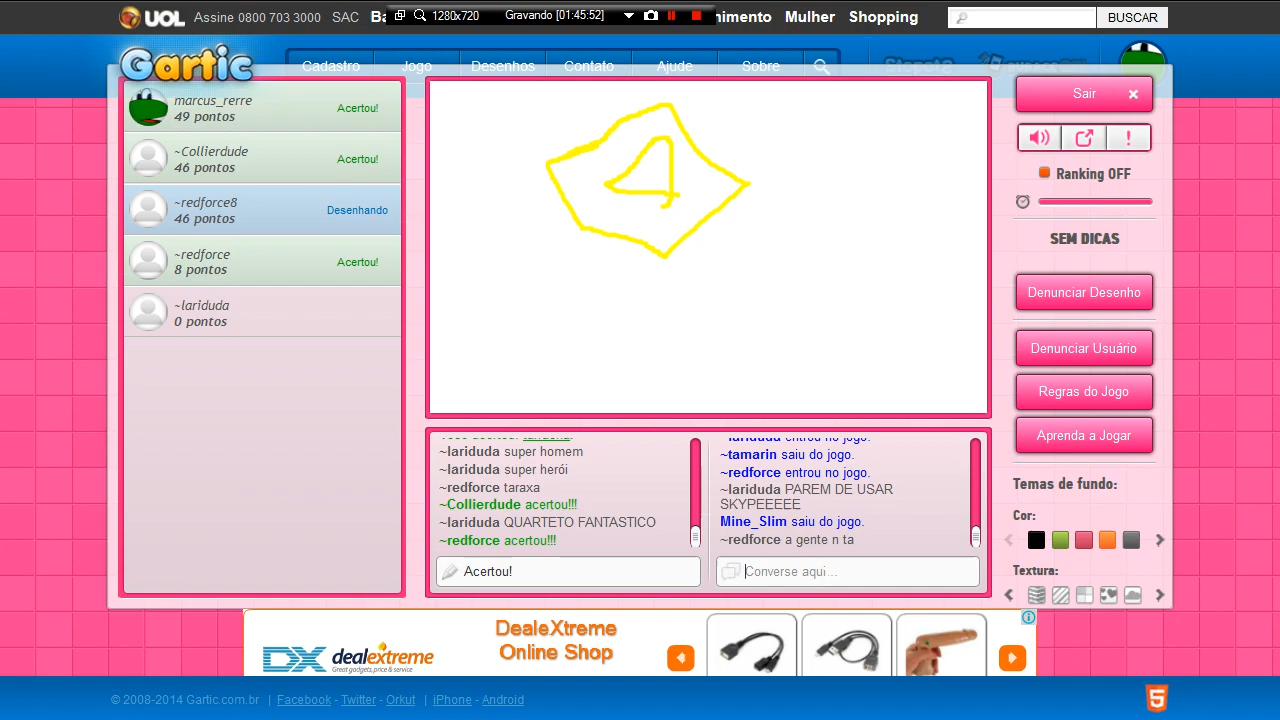 UOL Assine 0800 703 3000 SAC
1280x720 Gravando [01:45:52]
Mulher Shopping BUSCAR
Gartic
Cadastro Jogo Desenhos Contato Ajude Sobre
marcus_rerre
49 pontos
Acertou!
~Collierdude
46 pontos
Acertou!
~redforce8
46 pontos
Desenhando
~redforce
8 pontos
Acertou!
~lariduda
0 pontos
4
~lariduda super homem
~lariduda super herói
~redforce taraxa
~Collierdude acertou!!!
~lariduda QUARTETO FANTASTICO
~redforce acertou!!!
Acertou!
~lariduda entrou no jogo.
~tamarin saiu do jogo.
~redforce entrou no jogo.
~lariduda PAREM DE USAR
SKYPEEEEE
Mine_Slim saiu do jogo.
~redforce a gente n ta
Converse aqui...
Sair ×
!
Ranking OFF
SEM DICAS
Denunciar Desenho
Denunciar Usuário
Regras do Jogo
Aprenda a Jogar
Temas de fundo:
Cor:
Textura:
DX dealextreme
Great gadgets, price & service
DealeXtreme
Online Shop
© 2008-2014 Gartic.com.br | Facebook - Twitter - Orkut | iPhone - Android
5